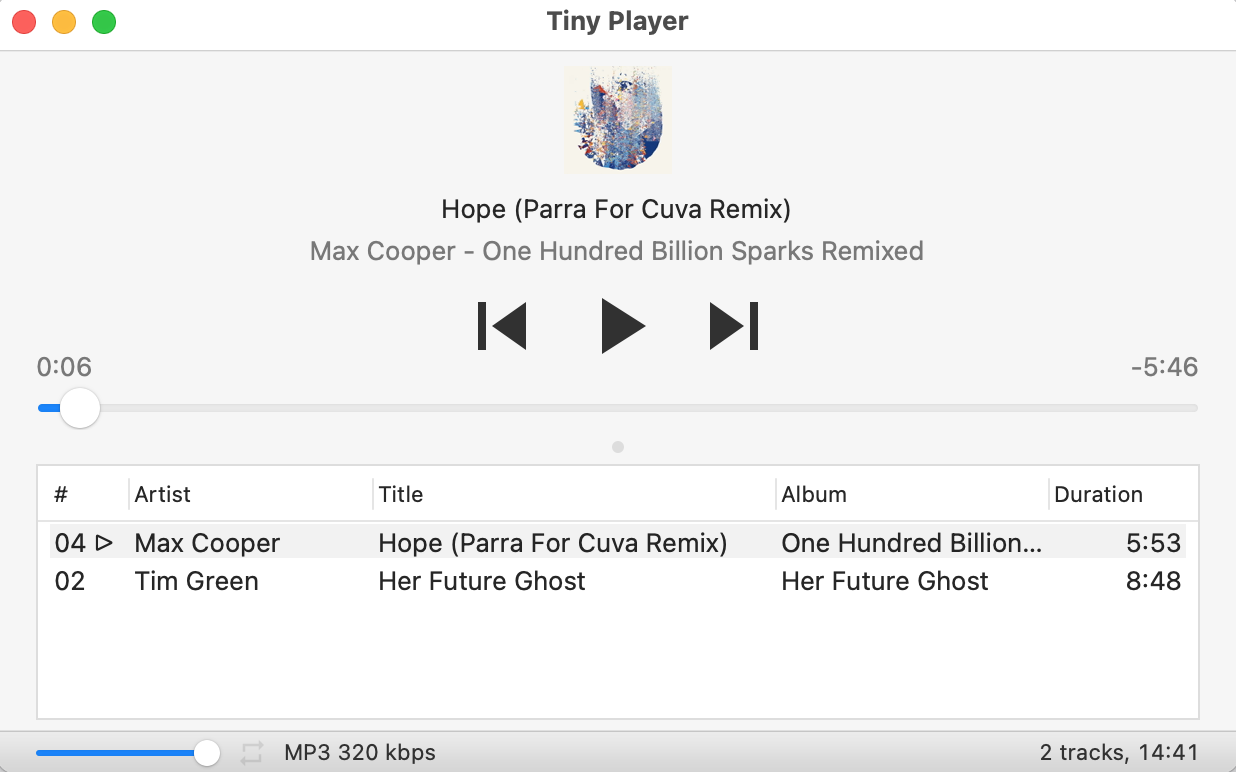 Tiny Player
Hope (Parra For Cuva Remix)
Max Cooper - One Hundred Billion Sparks Remixed
0:06 -5:46
# Artist Title Album Duration
04 Max Cooper Hope (Parra For Cuva Remix) One Hundred Billion... 5:53
02 Tim Green Her Future Ghost Her Future Ghost 8:48
MP3 320 kbps 2 tracks, 14:41